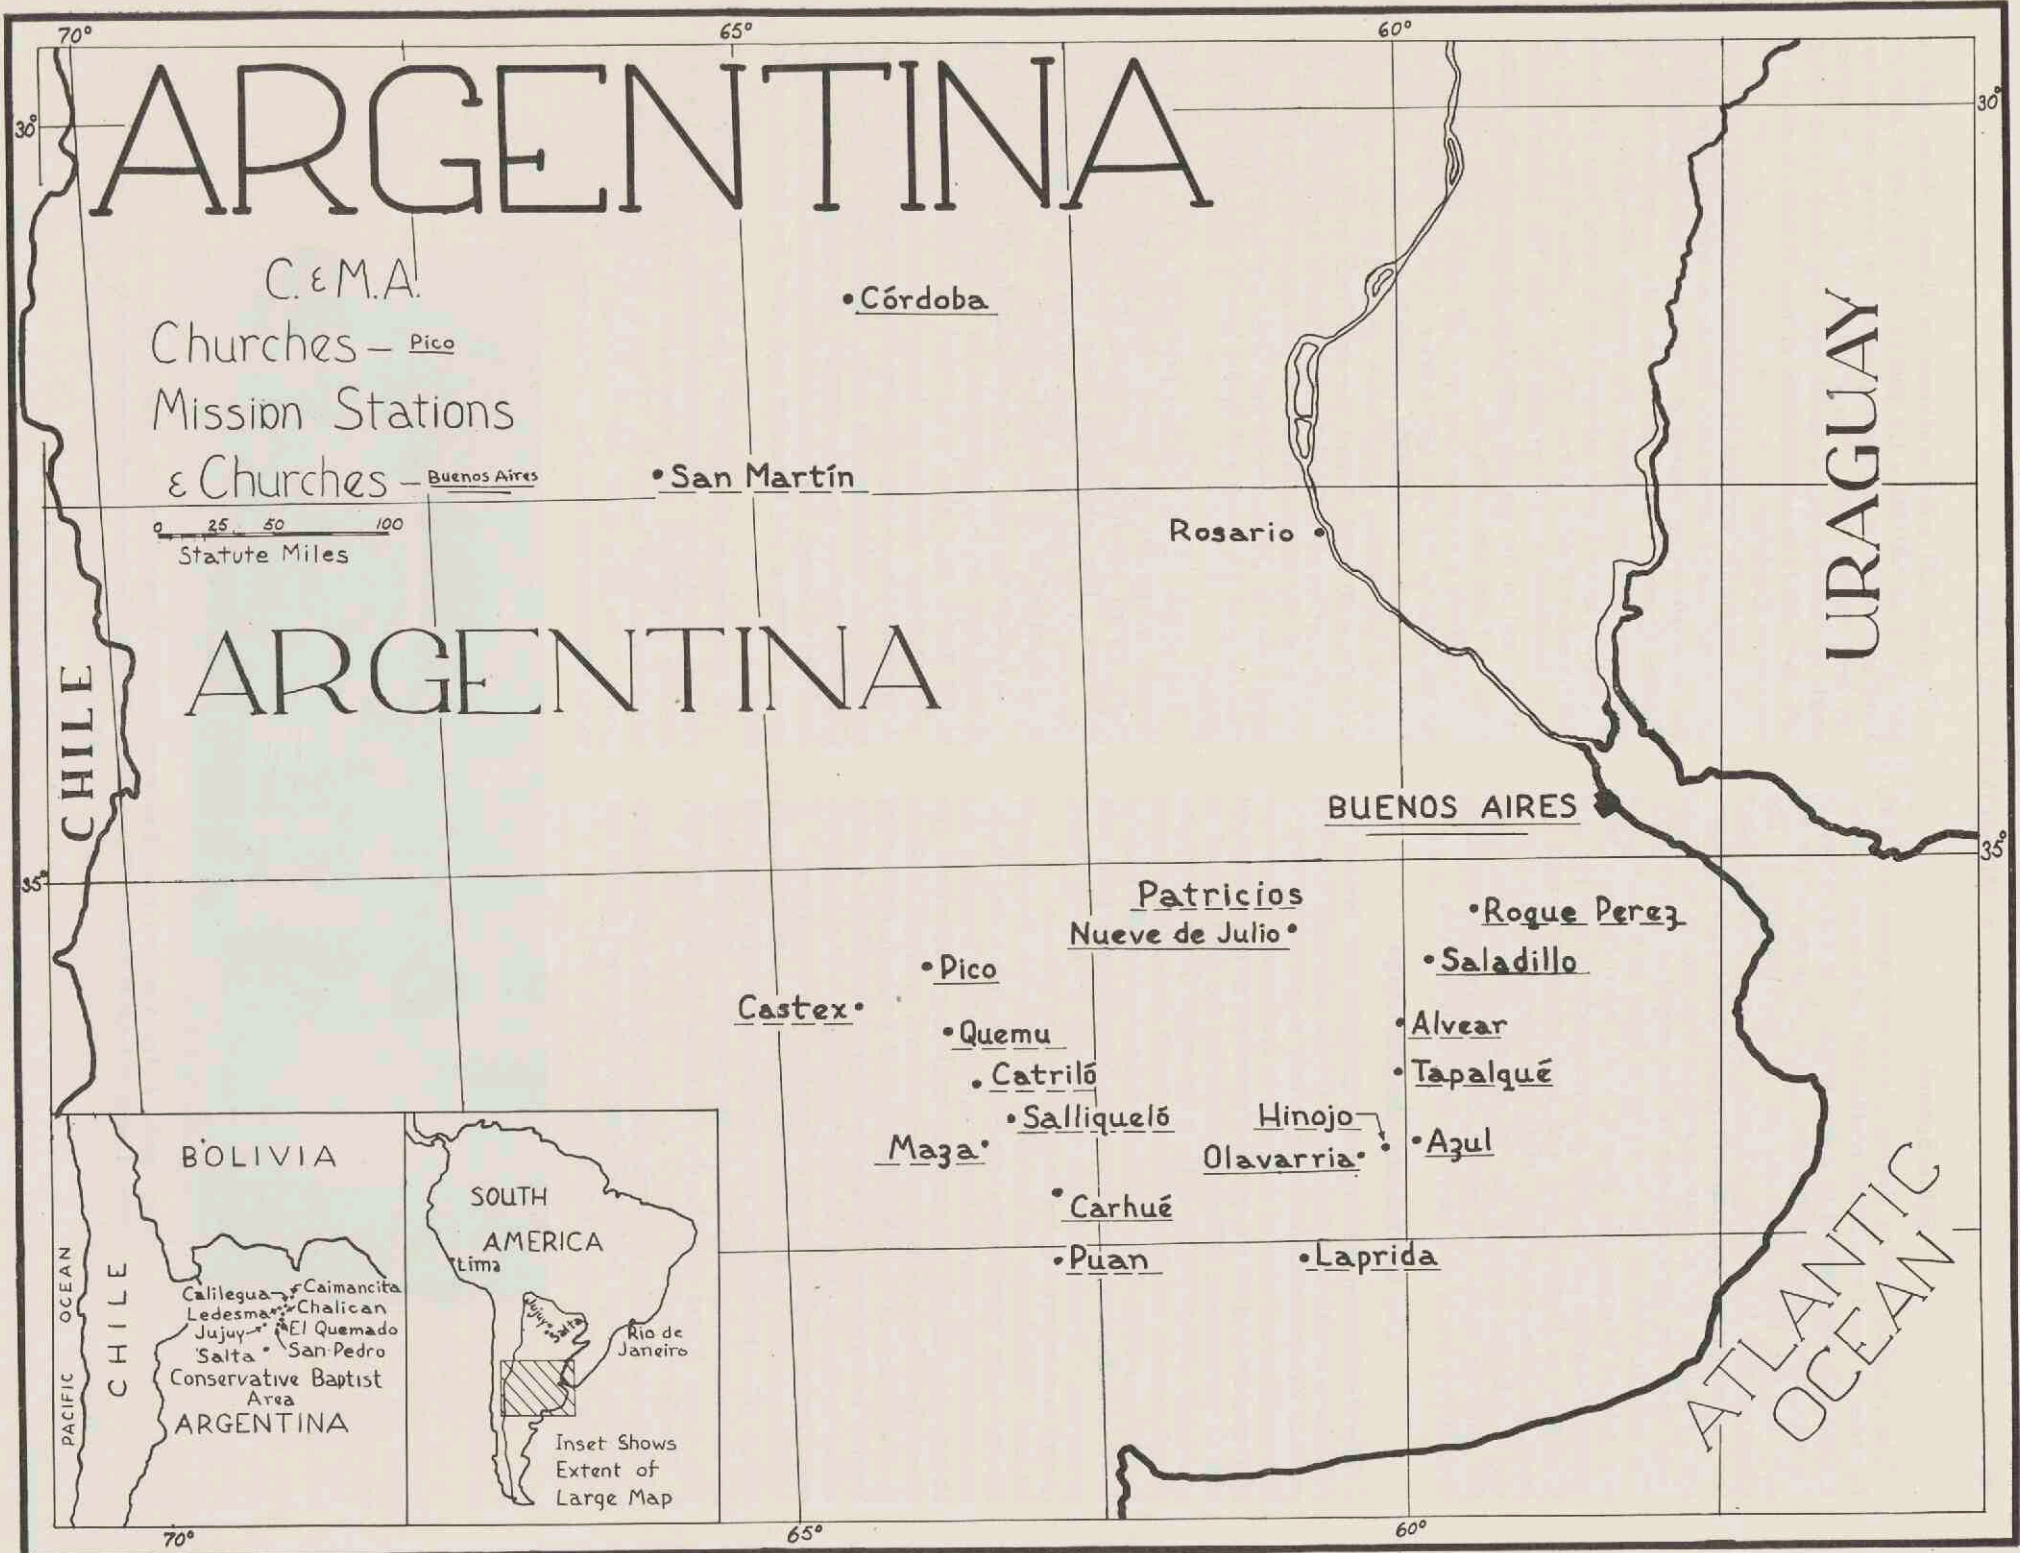 70°
65°
60°
30°
30°
ARGENTINA
C. & M.A.
Churches – Pico
Mission Stations
& Churches – Buenos Aires
0 25 50 100
Statute Miles
•Córdoba
•San Martín
Rosario •
URAGUAY
CHILE
ARGENTINA
BUENOS AIRES
35°
35°
Patricios
Nueve de Julio•
•Roque Perez
•Saladillo
•Pico
Castex•
•Quemu
•Alvear
•Catriló
•Tapalqué
•Salliqueló
Hinojo
Maza•
Olavarria•
•Azul
•Carhué
•Puan
•Laprida
ATLANTIC
OCEAN
BOLIVIA
PACIFIC OCEAN
CHILE
Calilegua
Caimancita
Ledesma
Chalican
Jujuy
El Quemado
Salta
San Pedro
Conservative Baptist
Area
ARGENTINA
SOUTH
AMERICA
Lima
Jujuy
Salta
Rio de
Janeiro
Inset Shows
Extent of
Large Map
70°
65°
60°